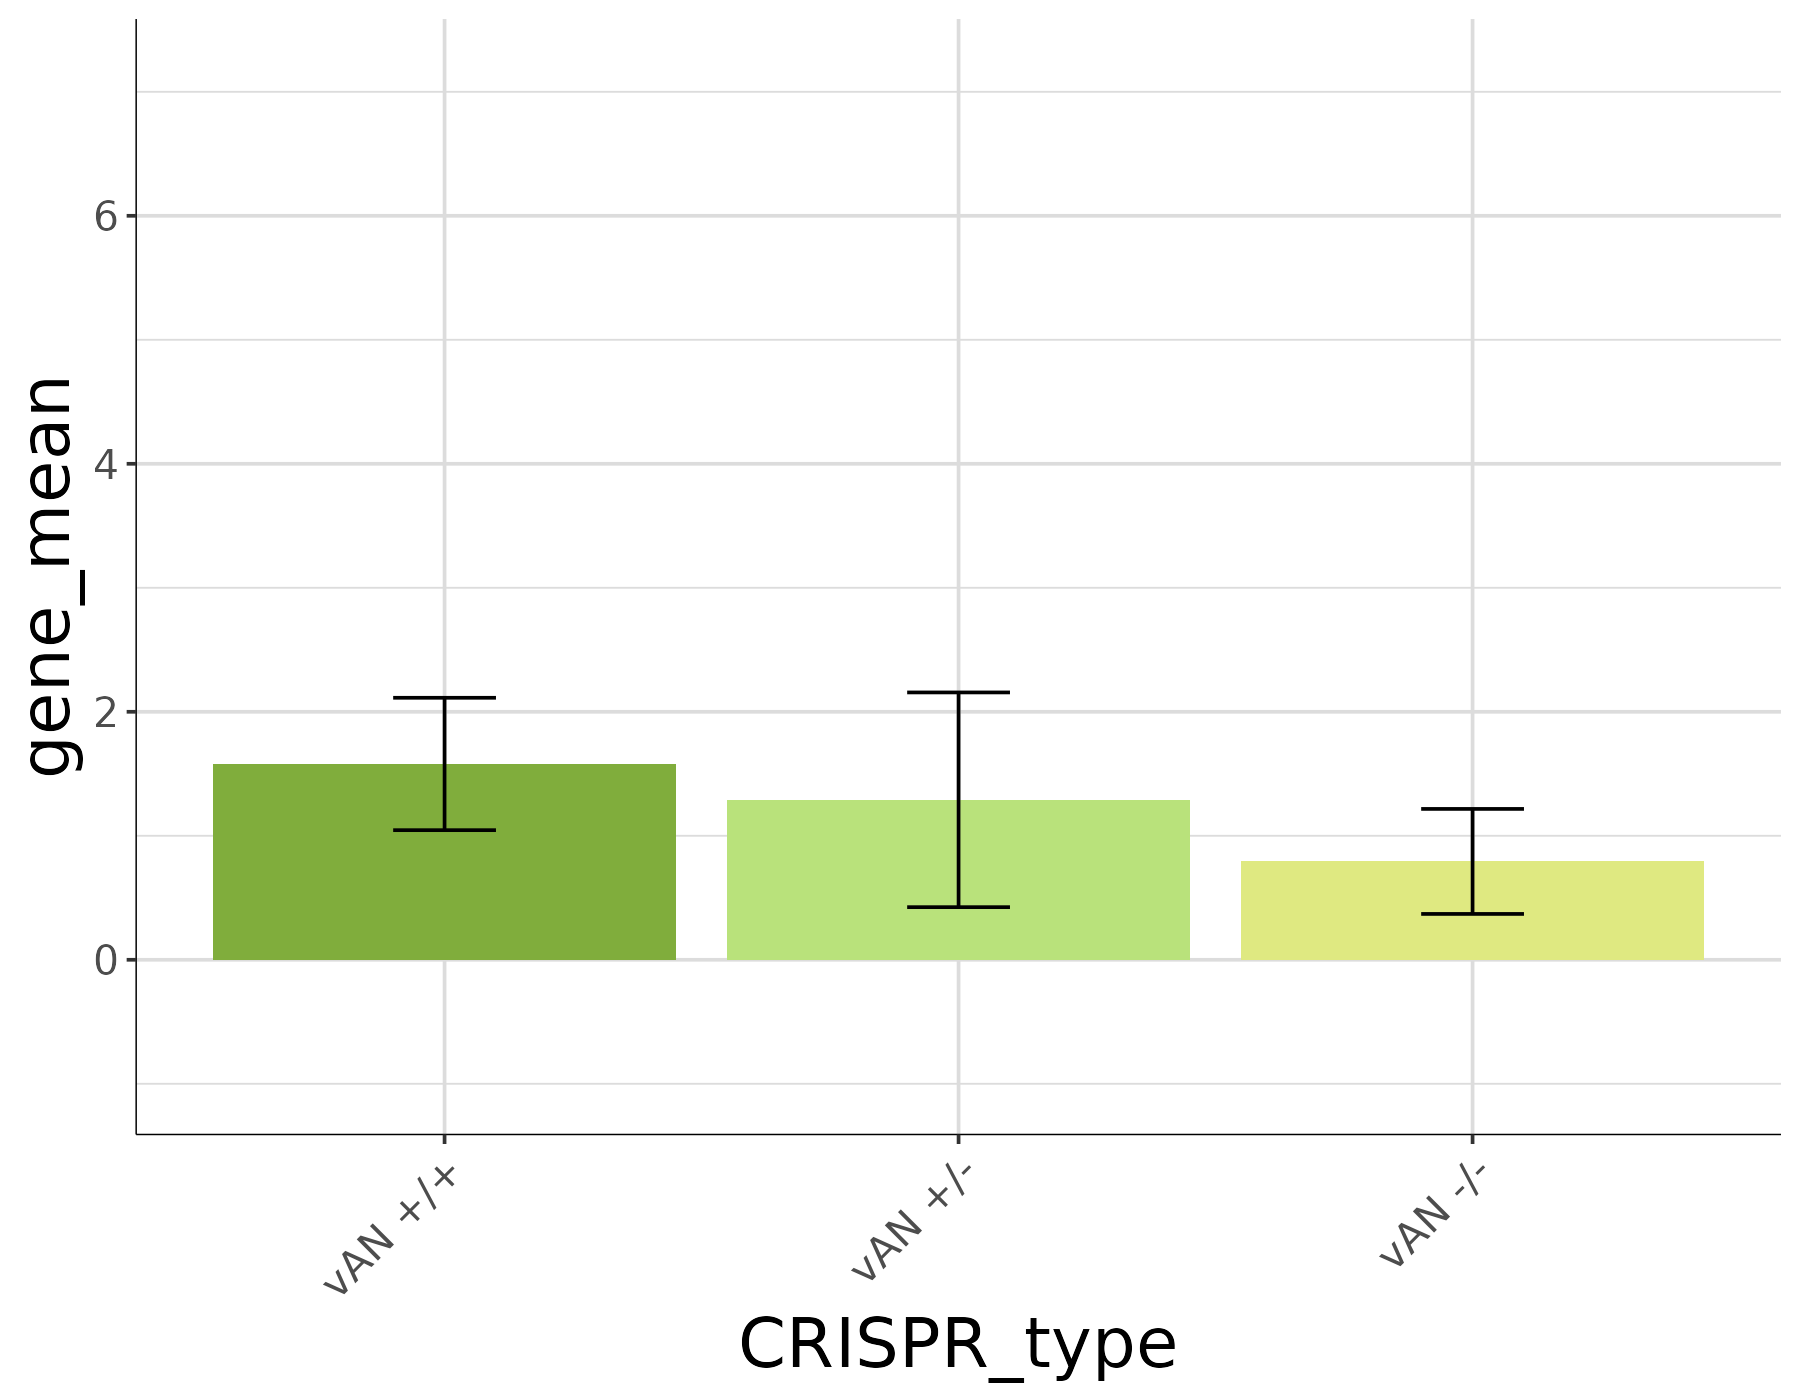 gene_mean
6
4
2
0
vAN +/+
vAN +/-
vAN -/-
CRISPR_type